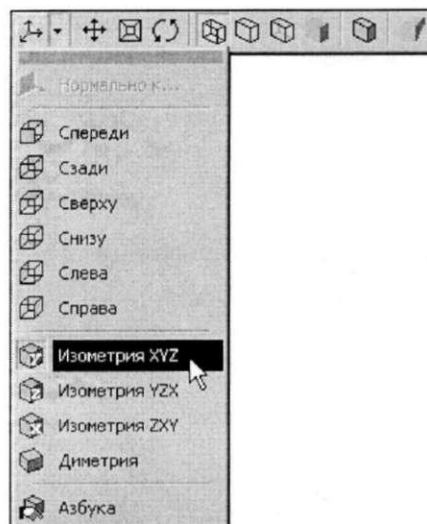 Нормально к...
Спереди
Сзади
Сверху
Снизу
Слева
Справа
Изометрия XYZ
Изометрия YZX
Изометрия ZXY
Диметрия
Азбука